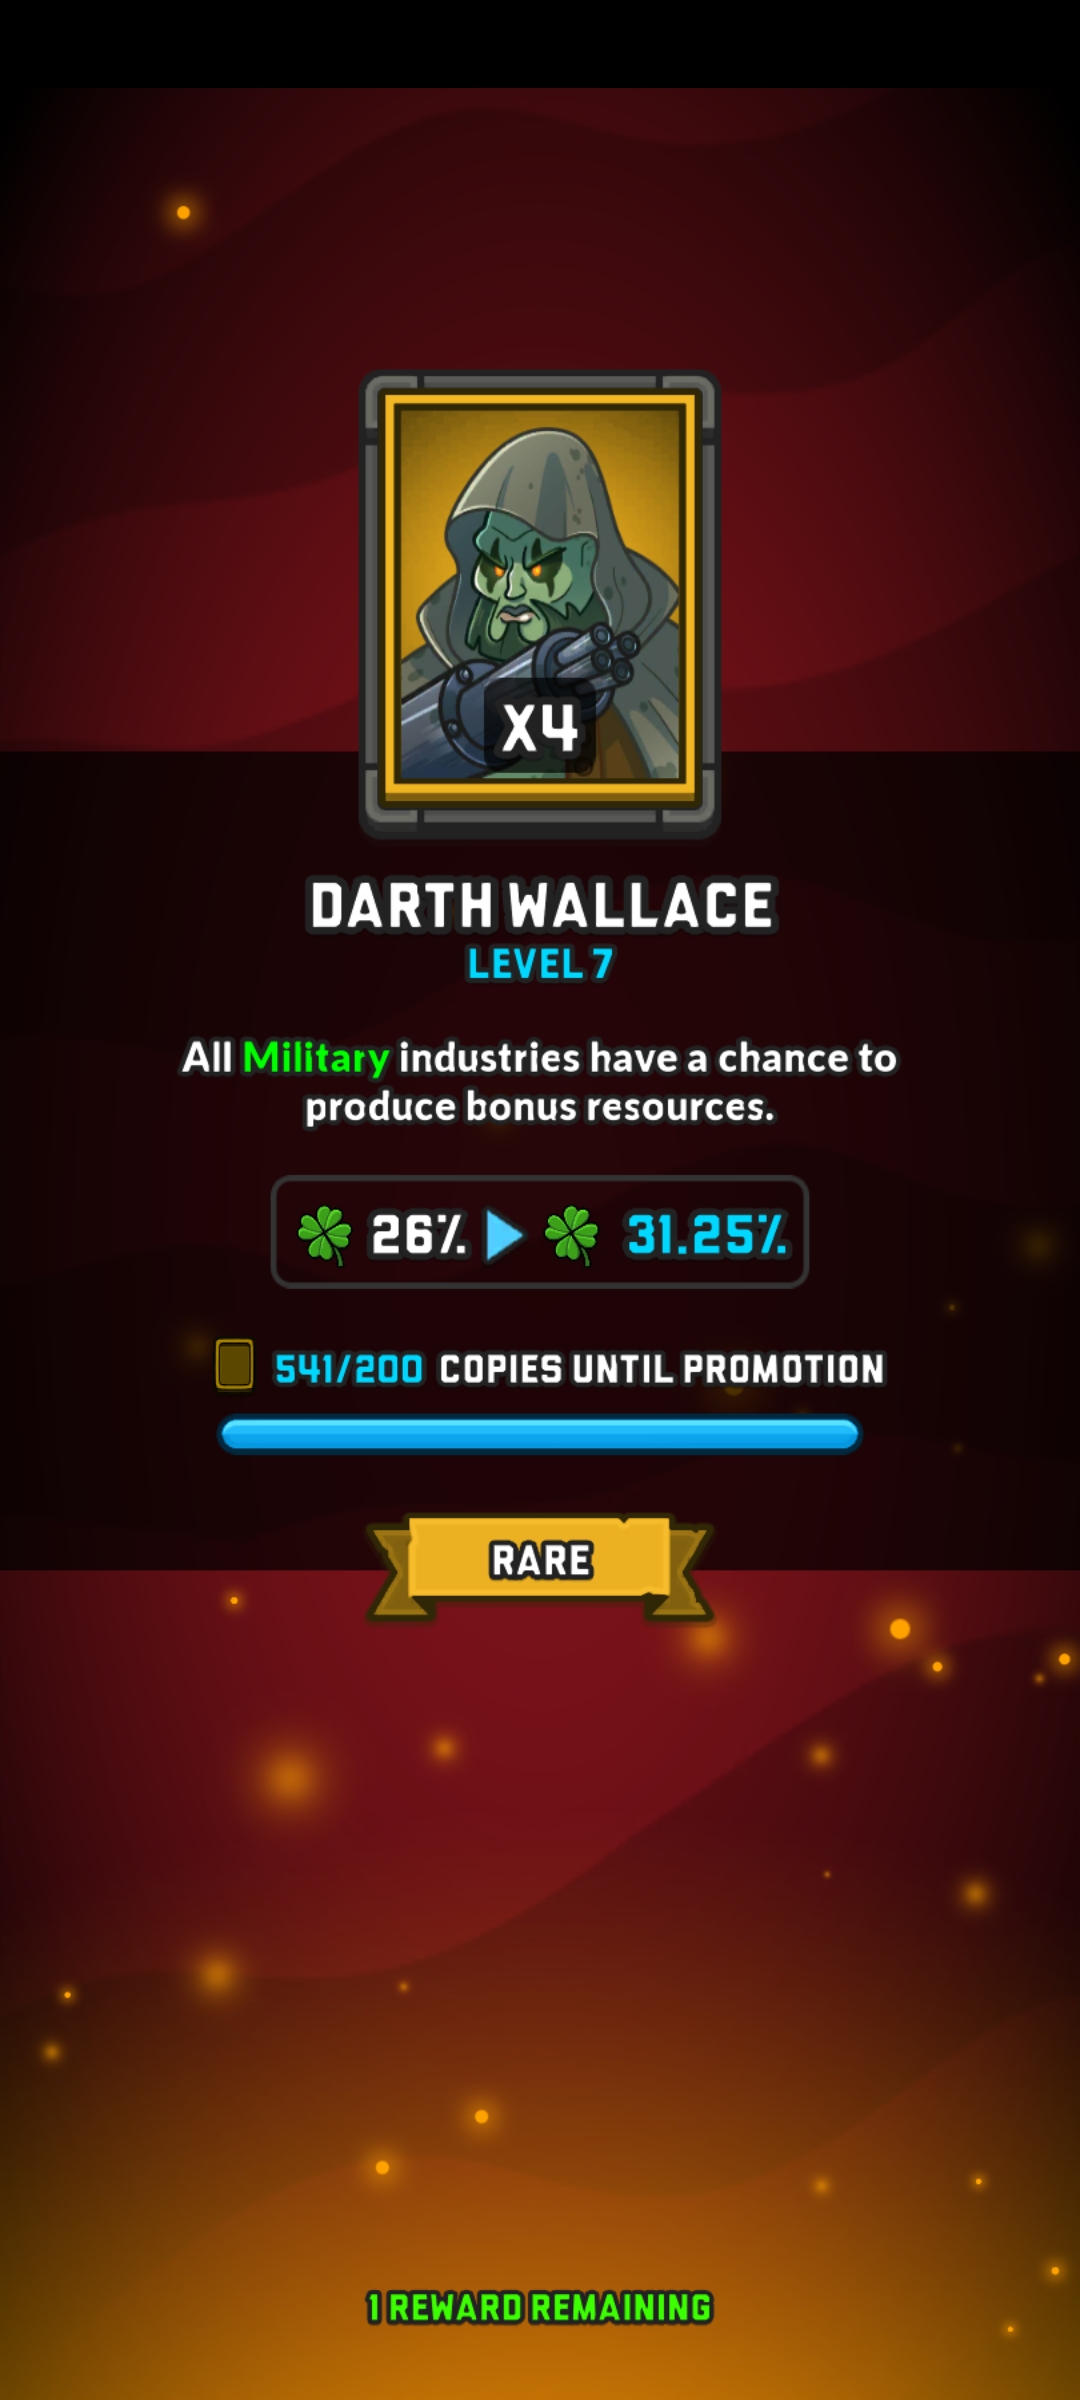 X4
DARTH WALLACE
LEVEL 7
All Military industries have a chance to
produce bonus resources.
26% 31.25%
541/200 COPIES UNTIL PROMOTION
RARE
1 REWARD REMAINING